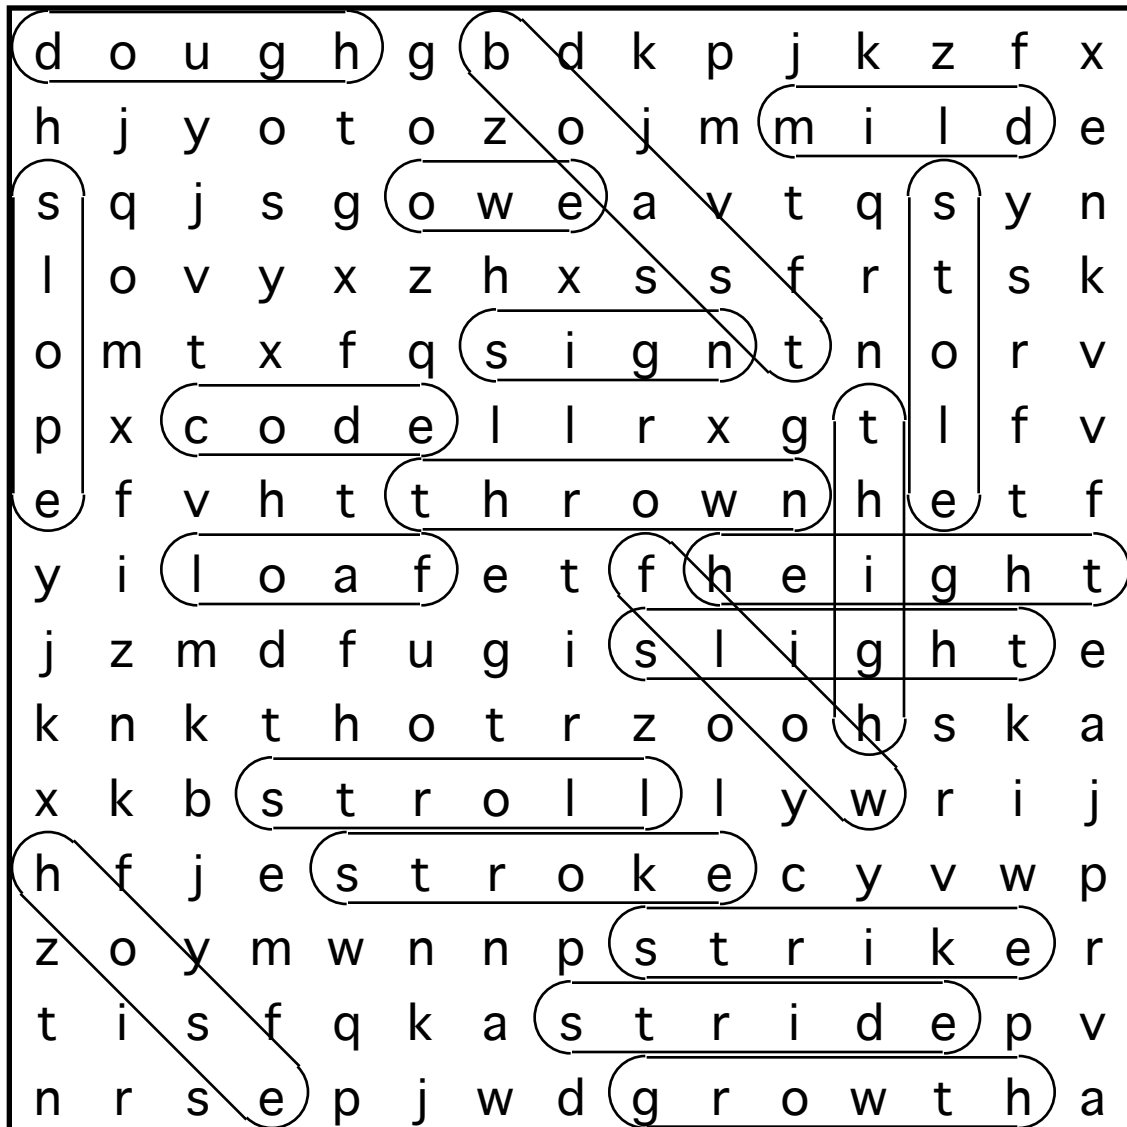 d o u g h g b d k p j k z f x
h j y o t o z o j m m i l d e
s q j s g o w e a v t q s y n
l o v y x z h x s s f r t s k
o m t x f q s i g n t n o r v
p x c o d e l l r x g t l f v
e f v h t t h r o w n h e t f
y i l o a f e t f h e i g h t
j z m d f u g i s l i g h t e
k n k t h o t r z o o h s k a
x k b s t r o l l l y w r i j
h f j e s t r o k e c y v w p
z o y m w n n p s t r i k e r
t i s f q k a s t r i d e p v
n r s e p j w d g r o w t h a